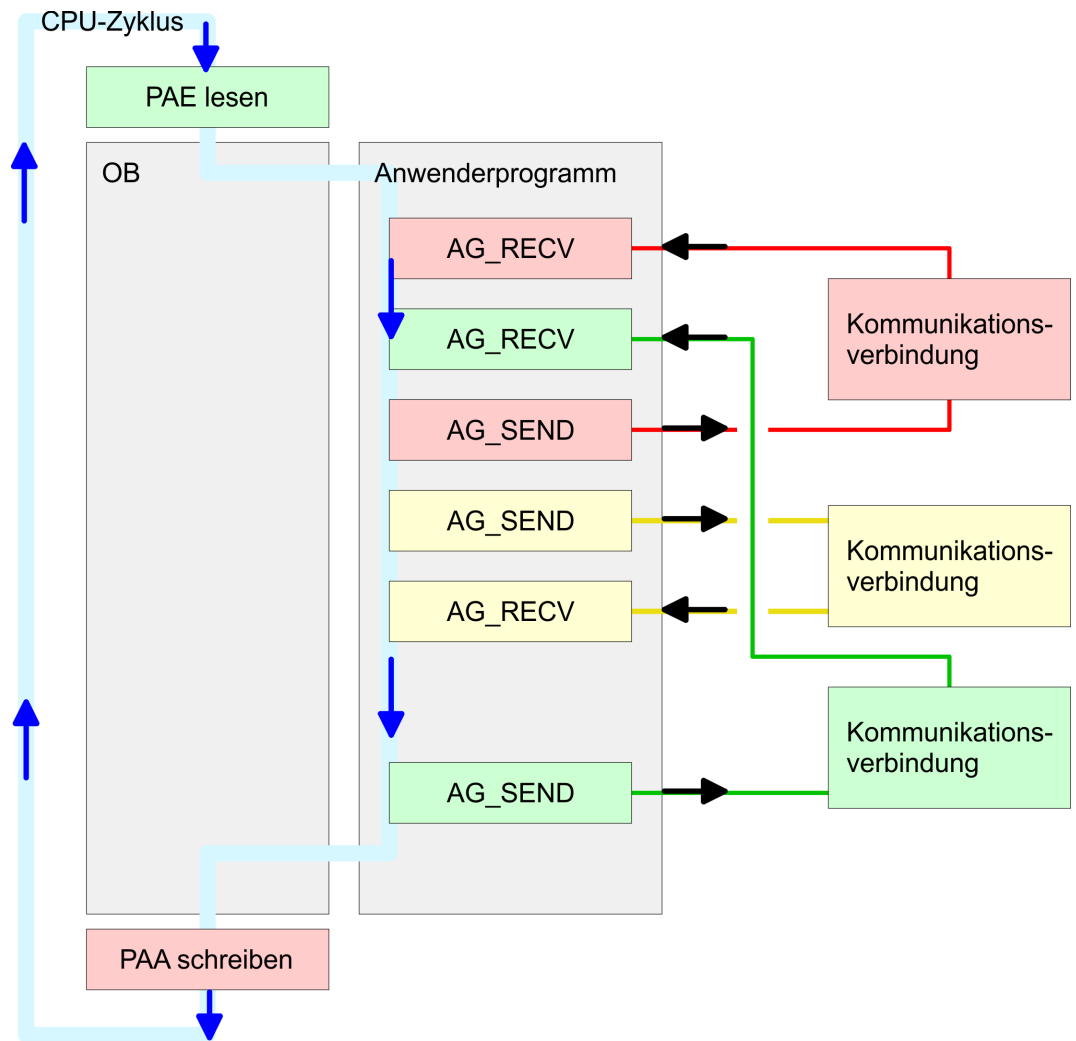 CPU-Zyklus
PAE lesen
OB
Anwenderprogramm
AG_RECV
AG_RECV
AG_SEND
AG_SEND
AG_RECV
AG_SEND
Kommunikations-
verbindung
Kommunikations-
verbindung
Kommunikations-
verbindung
PAA schreiben